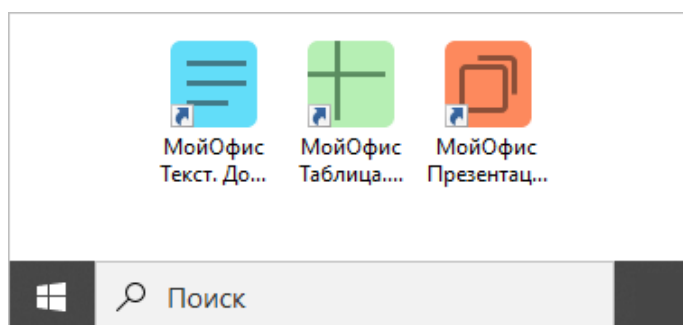 МойОфис
Текст. До...
МойОфис
Таблица....
МойОфис
Презентац...
Поиск